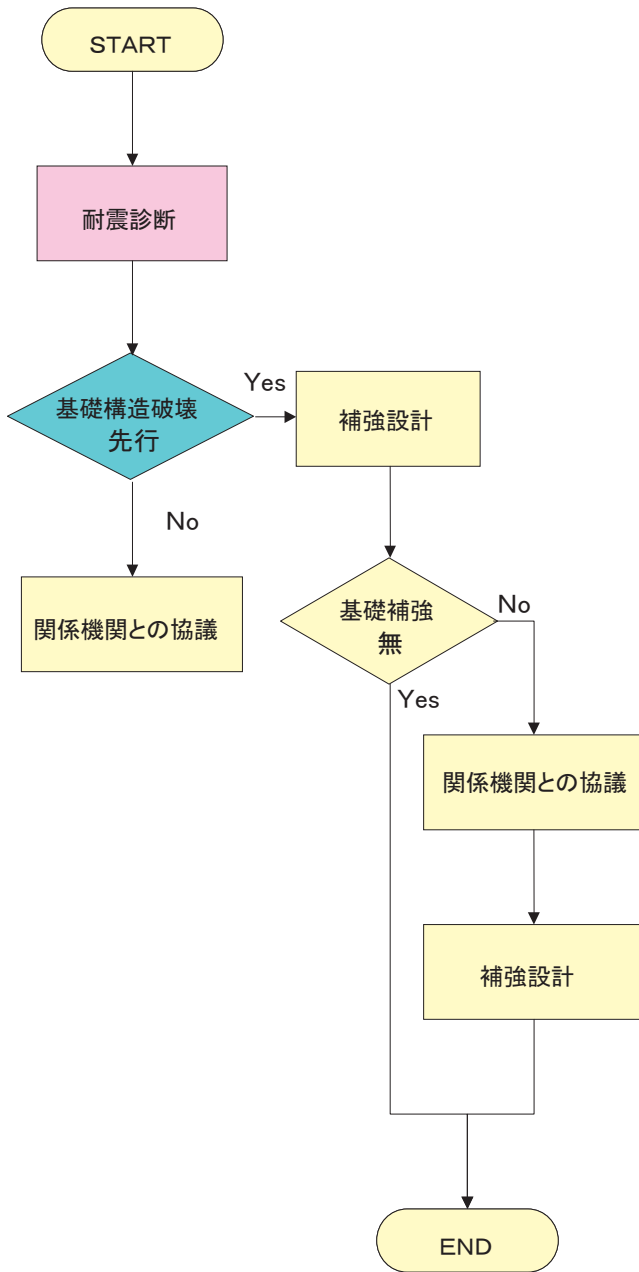 START
耐震診断
基礎構造破壊
先行
Yes
補強設計
No
関係機関との協議
基礎補強
無
No
Yes
関係機関との協議
補強設計
END